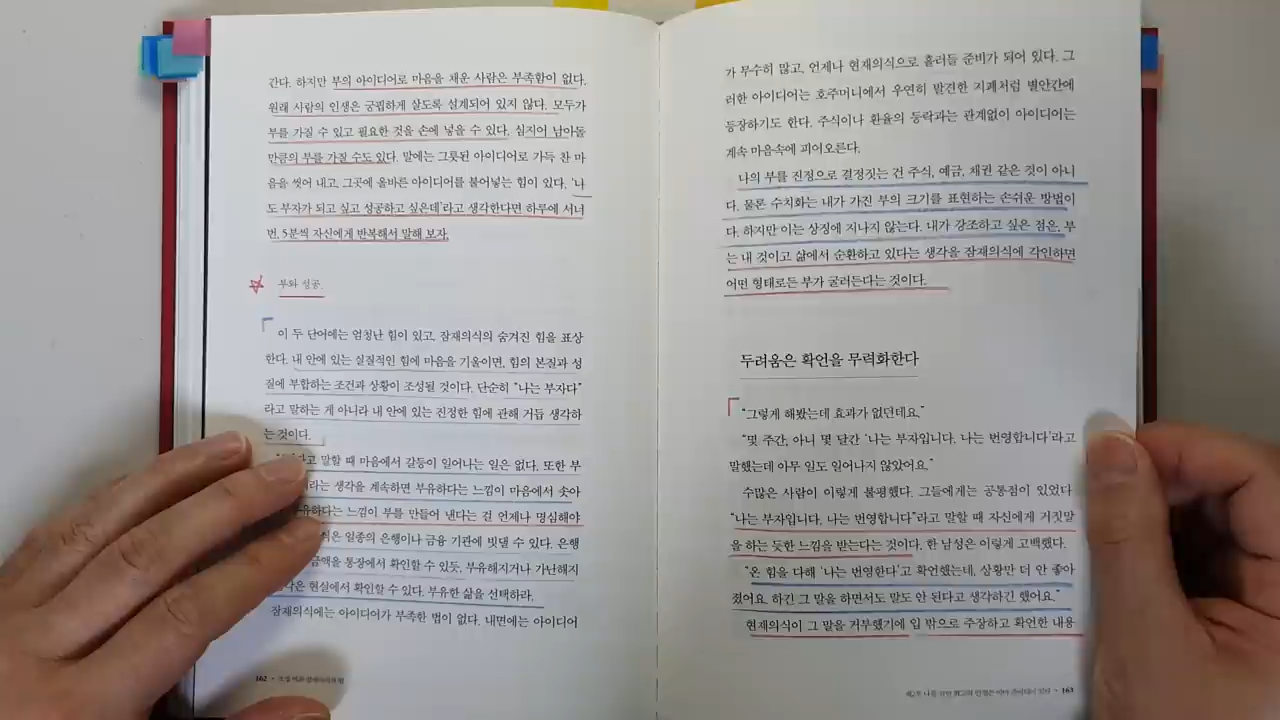 간다. 하지만 부의 아이디어로 마음을 채운 사람은 부족함이 없다.
원래 사람의 인생은 궁핍하게 살도록 설계되어 있지 않다. 모두가
부를 가질 수 있고 필요한 것을 손에 넣을 수 있다. 심지어 남아돌
만큼의 부를 가질 수도 있다. 말에는 그릇된 아이디어로 가득 찬 마
음을 씻어 내고, 그곳에 올바른 아이디어를 불어넣는 힘이 있다. ‘나
도 부자가 되고 싶고 성공하고 싶은데’라고 생각한다면 하루에 서너
번, 5분씩 자신에게 반복해서 말해 보자.
부와 성공.
이 두 단어에는 엄청난 힘이 있고, 잠재의식의 숨겨진 힘을 표상
한다. 내 안에 있는 실질적인 힘에 마음을 기울이면, 힘의 본질과 성
질에 부합하는 조건과 상황이 조성될 것이다. 단순히 “나는 부자다”
라고 말하는 게 아니라 내 안에 있는 진정한 힘에 관해 거듭 생각하
는 것이다.
말할 때 마음에서 갈등이 일어나는 일은 없다. 또한 부
라는 생각을 계속하면 부유하다는 느낌이 마음에서 솟아
느낌이 부를 만들어 낸다는 걸 언제나 명심해야
일종의 은행이나 금융 기관에 빗댈 수 있다. 은행
금액을 통장에서 확인할 수 있듯, 부유해지거나 가난해지
현실에서 확인할 수 있다. 부유한 삶을 선택하라.
잠재의식에는 아이디어가 부족한 법이 없다. 내면에는 아이디어
162
가 무수히 많고, 언제나 현재의식으로 흘러들 준비가 되어 있다. 그
러한 아이디어는 호주머니에서 우연히 발견한 지폐처럼 별안간에
등장하기도 한다. 주식이나 환율의 등락과는 관계없이 아이디어는
계속 마음속에 피어오른다.
나의 부를 진정으로 결정짓는 건 주식, 예금, 채권 같은 것이 아니
다. 물론 수치화는 내가 가진 부의 크기를 표현하는 손쉬운 방법이
다. 하지만 이는 상징에 지나지 않는다. 내가 강조하고 싶은 점은, 부
는 내 것이고 삶에서 순환하고 있다는 생각을 잠재의식에 각인하면
어떤 형태로든 부가 굴러든다는 것이다.
두려움은 확언을 무력화한다
“그렇게 해봤는데 효과가 없던데요.”
“몇 주간, 아니 몇 달간 ‘나는 부자입니다. 나는 번영합니다’라고
말했는데 아무 일도 일어나지 않았어요.”
수많은 사람이 이렇게 불평했다. 그들에게는 공통점이 있었다
“나는 부자입니다. 나는 번영합니다”라고 말할 때 자신에게 거짓말
을 하는 듯한 느낌을 받는다는 것이다. 한 남성은 이렇게 고백했다.
“온 힘을 다해 ‘나는 번영한다’고 확언했는데, 상황만 더 안 좋아
졌어요. 하긴 그 말을 하면서도 말도 안 된다고 생각하긴 했어요.”
현재의식이 그 말을 거부했기에 입 밖으로 주장하고 확언한 내용
163